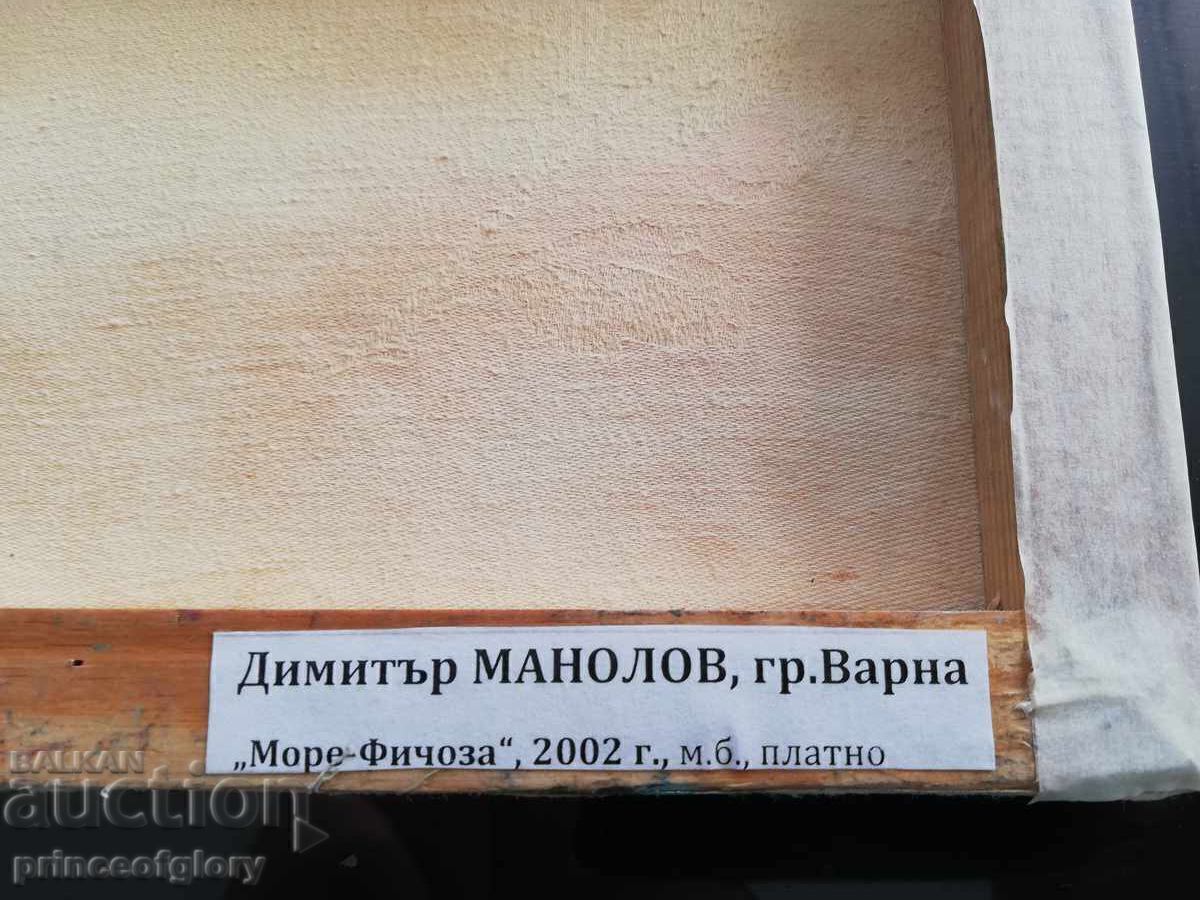 Димитър МАНОЛОВ, гр.Варна
„Море-Фичоза“, 2002 г., м.б., платно
BALKAN
auction
princeofglory